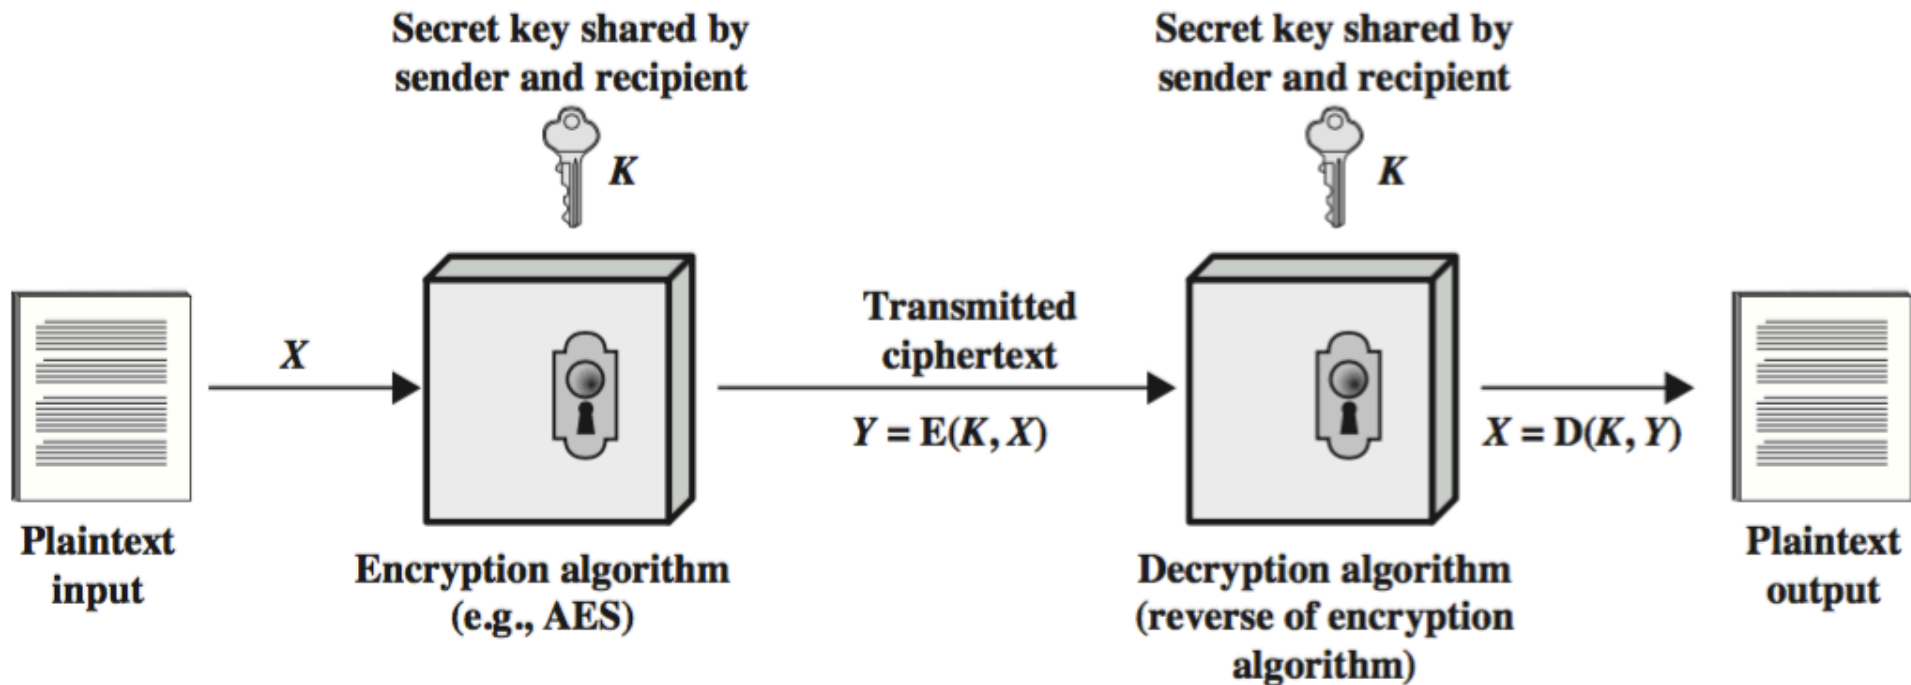 Secret key shared by
sender and recipient
K
Secret key shared by
sender and recipient
K
X
Transmitted
ciphertext
Y = E(K, X)
X = D(K, Y)
Plaintext
input
Encryption algorithm
(e.g., AES)
Decryption algorithm
(reverse of encryption
algorithm)
Plaintext
output